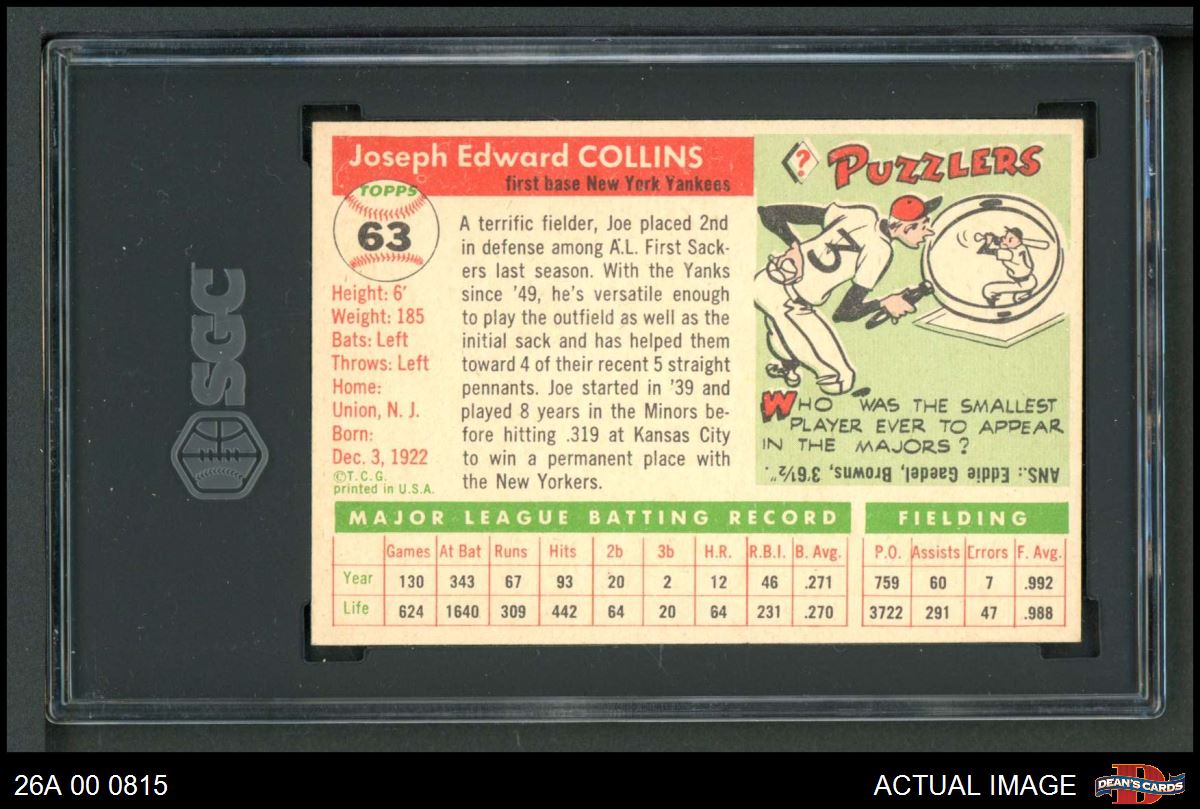 SGC
Joseph Edward COLLINS
first base New York Yankees
TOPPS
63
Height: 6'
Weight: 185
Bats: Left
Throws: Left
Home:
Union, N. J.
Born:
Dec. 3, 1922
©T.C.G.
printed in U.S.A.
A terrific fielder, Joe placed 2nd
in defense among A.L. First Sack-
ers last season. With the Yanks
since '49, he's versatile enough
to play the outfield as well as the
initial sack and has helped them
toward 4 of their recent 5 straight
pennants. Joe started in '39 and
played 8 years in the Minors be-
fore hitting .319 at Kansas City
to win a permanent place with
the New Yorkers.
? PUZZLERS
3
WHO WAS THE SMALLEST
PLAYER EVER TO APPEAR
IN THE MAJORS?
ANS.: Eddie Gaedel, Browns, 3'6½".
MAJOR LEAGUE BATTING RECORD FIELDING
Games At Bat Runs Hits 2b 3b H.R. R.B.I. B. Avg. P.O. Assists Errors F. Avg.
Year 130 343 67 93 20 2 12 46 .271 759 60 7 .992
Life 624 1640 309 442 64 20 64 231 .270 3722 291 47 .988
26A 00 0815
ACTUAL IMAGE
D
DEAN'S CARDS